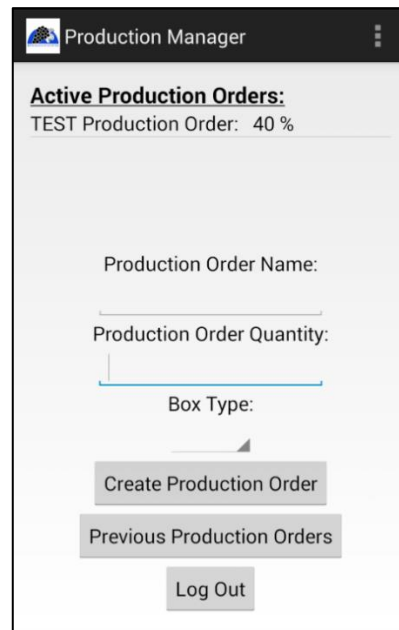 Production Manager
Active Production Orders:
TEST Production Order: 40 %
Production Order Name:
Production Order Quantity:
Box Type:
Create Production Order
Previous Production Orders
Log Out